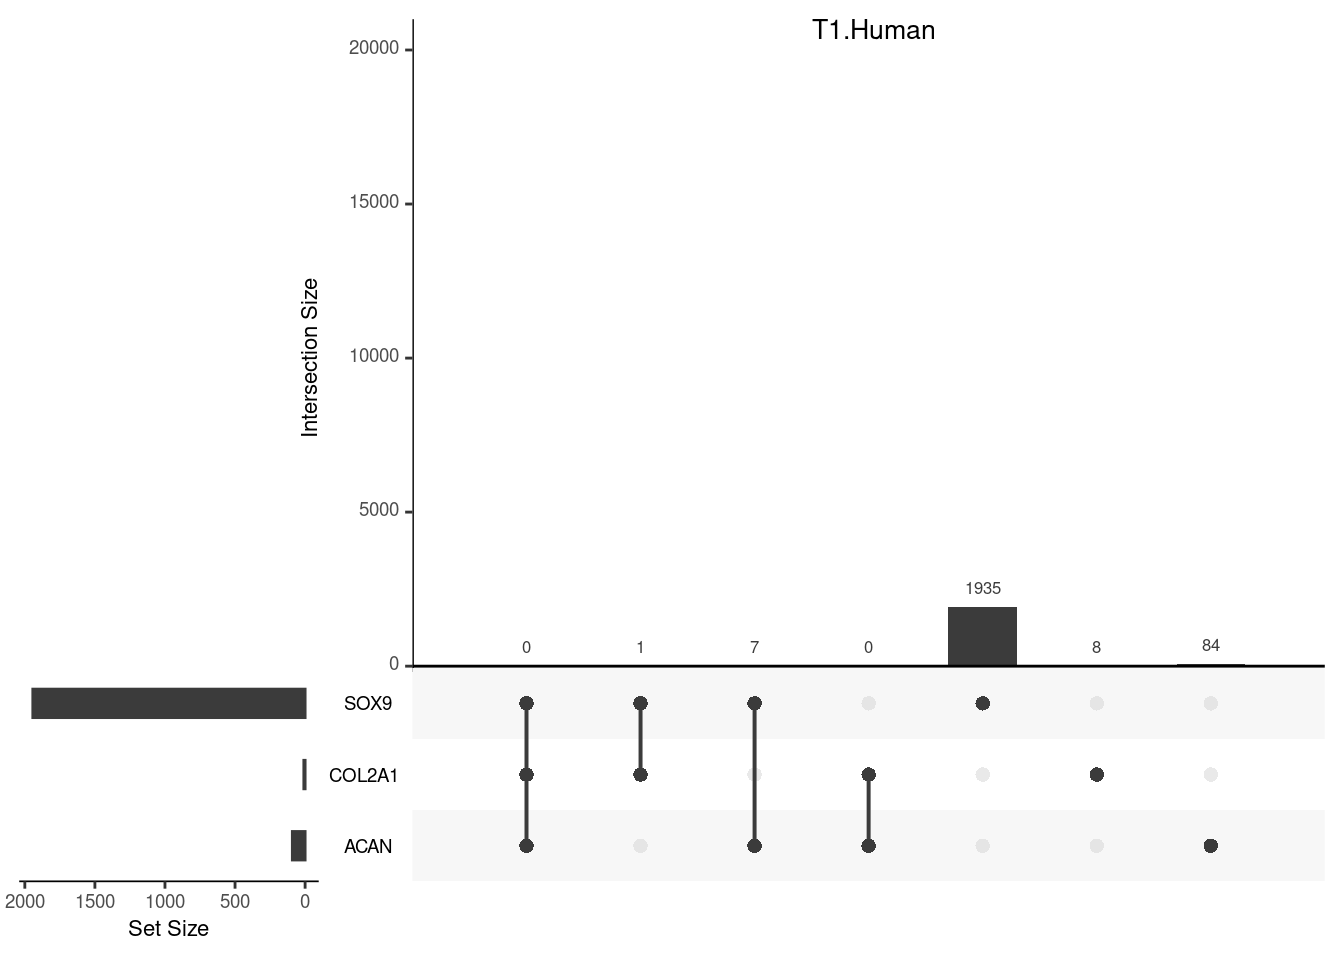 T1.Human
20000
15000
10000
5000
0
Intersection Size
0 1 7 0 1935 8 84
SOX9
COL2A1
ACAN
2000 1500 1000 500 0
Set Size